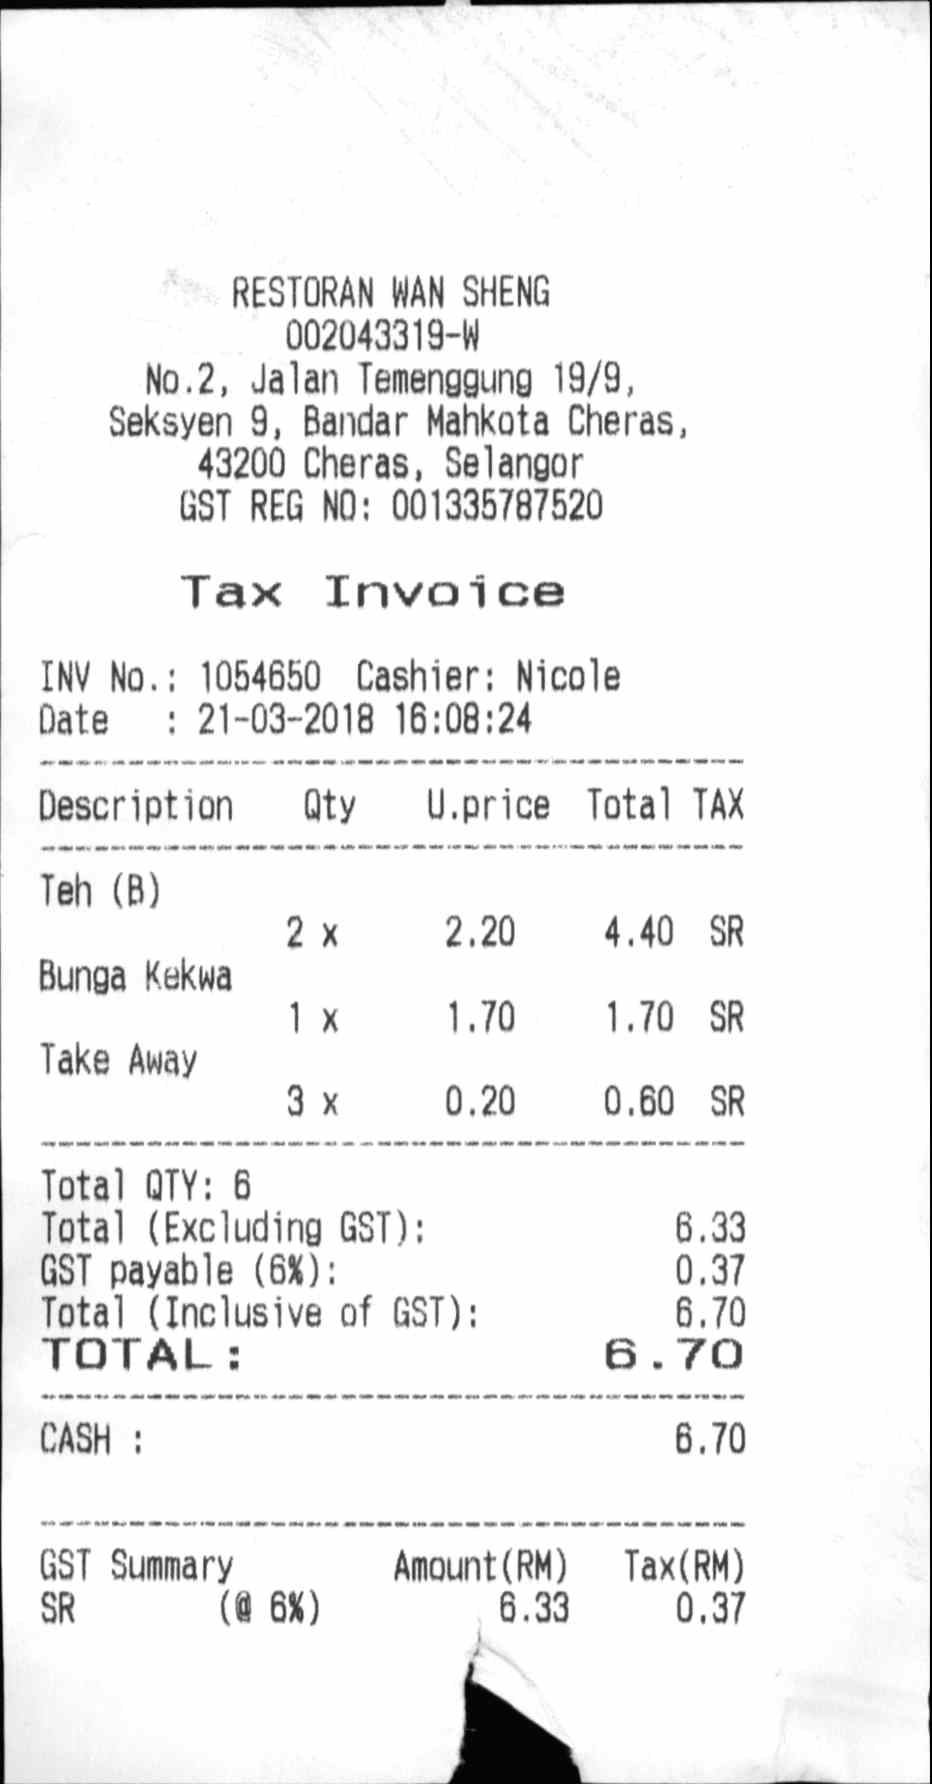 RESTORAN WAN SHENG
002043319-W
No.2, Jalan Temenggung 19/9,
Seksyen 9, Bandar Mahkota Cheras,
43200 Cheras, Selangor
GST REG NO: 001335787520
Tax Invoice
INV No.: 1054650 Cashier: Nicole
Date : 21-03-2018 16:08:24
Description Qty U.price Total TAX
Teh (B)
2 x 2.20 4.40 SR
Bunga Kekwa
1 x 1.70 1.70 SR
Take Away
3 x 0.20 0.60 SR
Total QTY: 6
Total (Excluding GST): 6.33
GST payable (6%): 0.37
Total (Inclusive of GST): 6.70
TOTAL: 6.70
CASH : 6.70
GST Summary Amount(RM) Tax(RM)
SR (@ 6%) 6.33 0.37